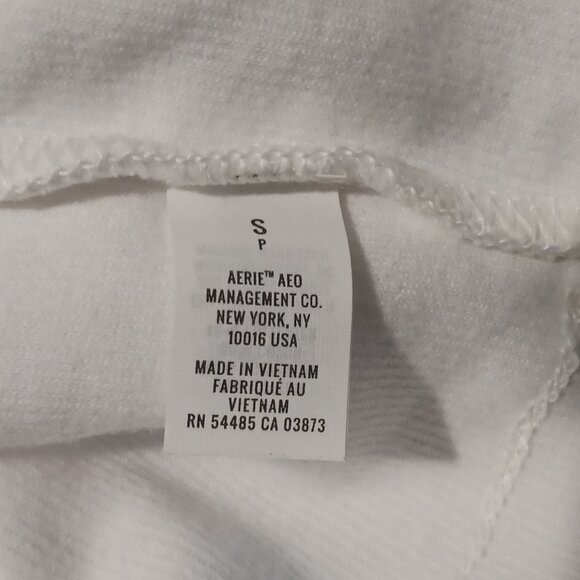 S
P
AERIE™ AEO
MANAGEMENT CO.
NEW YORK, NY
10016 USA
MADE IN VIETNAM
FABRIQUÉ AU
VIETNAM
RN 54485 CA 03873